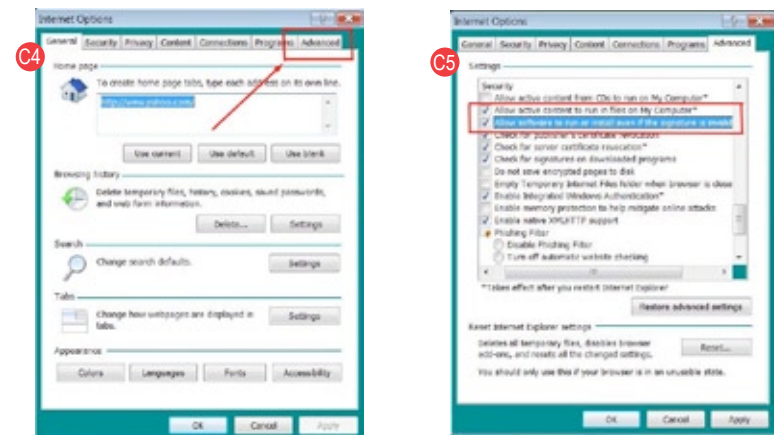 C4
Internet Options
General Security Privacy Content Connections Programs Advanced
Home page
To create home page tabs, type each address on its own line.
http://www.yahoo.com/
Use current Use default Use blank
Browsing history
Delete temporary files, history, cookies, saved passwords,
and web form information.
Delete... Settings
Search
Change search defaults. Settings
Tabs
Change how webpages are displayed in
tabs. Settings
Appearance
Colors Languages Fonts Accessibility
OK Cancel Apply
C5
Internet Options
General Security Privacy Content Connections Programs Advanced
Settings
Security
Allow active content from CDs to run on My Computer*
Allow active content to run in files on My Computer*
Allow software to run or install even if the signature is invalid
Check for publisher's certificate revocation
Check for server certificate revocation*
Check for signatures on downloaded programs
Do not save encrypted pages to disk
Empty Temporary Internet Files folder when browser is close
Enable Integrated Windows Authentication*
Enable memory protection to help mitigate online attacks
Enable native XMLHTTP support
Phishing Filter
Disable Phishing Filter
Turn off automatic website checking
*Takes effect after you restart Internet Explorer
Restore advanced settings
Reset Internet Explorer settings
Deletes all temporary files, disables browser
add-ons, and resets all the changed settings.
Reset...
You should only use this if your browser is in an unusable state.
OK Cancel Apply